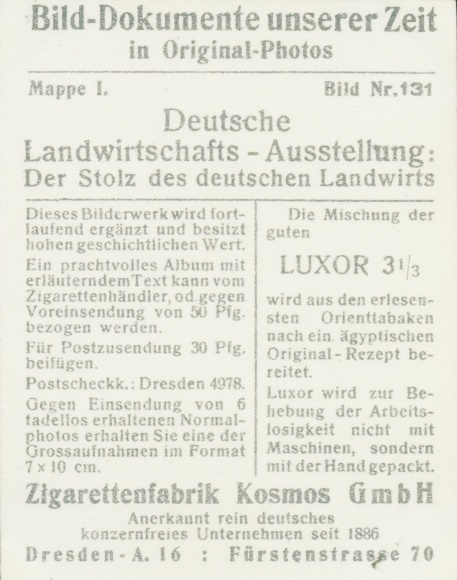 Bild-Dokumente unserer Zeit
in Original-Photos
Mappe I. Bild Nr. 131
Deutsche
Landwirtschafts - Ausstellung:
Der Stolz des deutschen Landwirts
Dieses Bilderwerk wird fort-
laufend ergänzt und besitzt
hohen geschichtlichen Wert.
Ein prachtvolles Album mit
erläuterndem Text kann vom
Zigarettenhändler, od. gegen
Voreinsendung von 50 Pfg.
bezogen werden.
Für Postzusendung 30 Pfg.
beifügen.
Postscheckk.: Dresden 4978.
Gegen Einsendung von 6
tadellos erhaltenen Normal-
photos erhalten Sie eine der
Grossaufnahmen im Format
7 x 10 cm.
Die Mischung der
guten
LUXOR 3 1/3
wird aus den erlesen-
sten Orienttabaken
nach ein. ägyptischen
Original - Rezept be-
reitet.
Luxor wird zur Be-
hebung der Arbeits-
losigkeit nicht mit
Maschinen, sondern
mit der Hand gepackt.
Zigarettenfabrik Kosmos GmbH
Anerkannt rein deutsches
konzernfreies Unternehmen seit 1886
Dresden - A. 16 : Fürstenstrasse 70